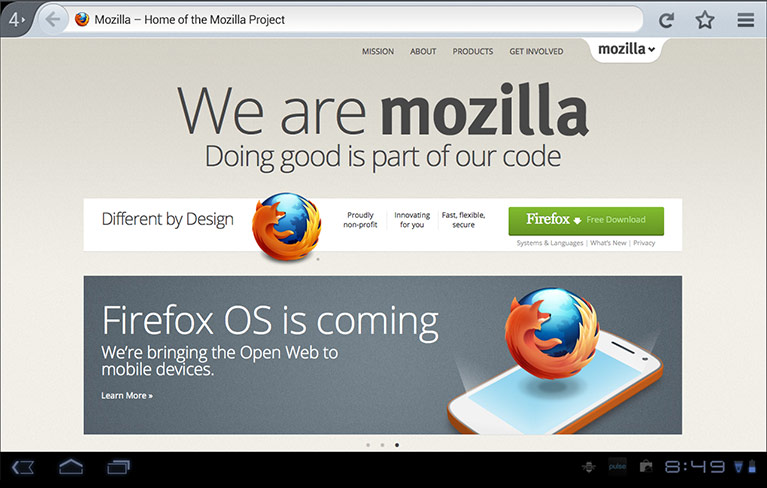 4
Mozilla – Home of the Mozilla Project
MISSION ABOUT PRODUCTS GET INVOLVED mozilla
We are mozilla
Doing good is part of our code
Different by Design
Proudly
non-profit
Innovating
for you
Fast, flexible,
secure
Firefox Free Download
Systems & Languages | What's New | Privacy
Firefox OS is coming
We're bringing the Open Web to
mobile devices.
Learn More »
pulse 8:49